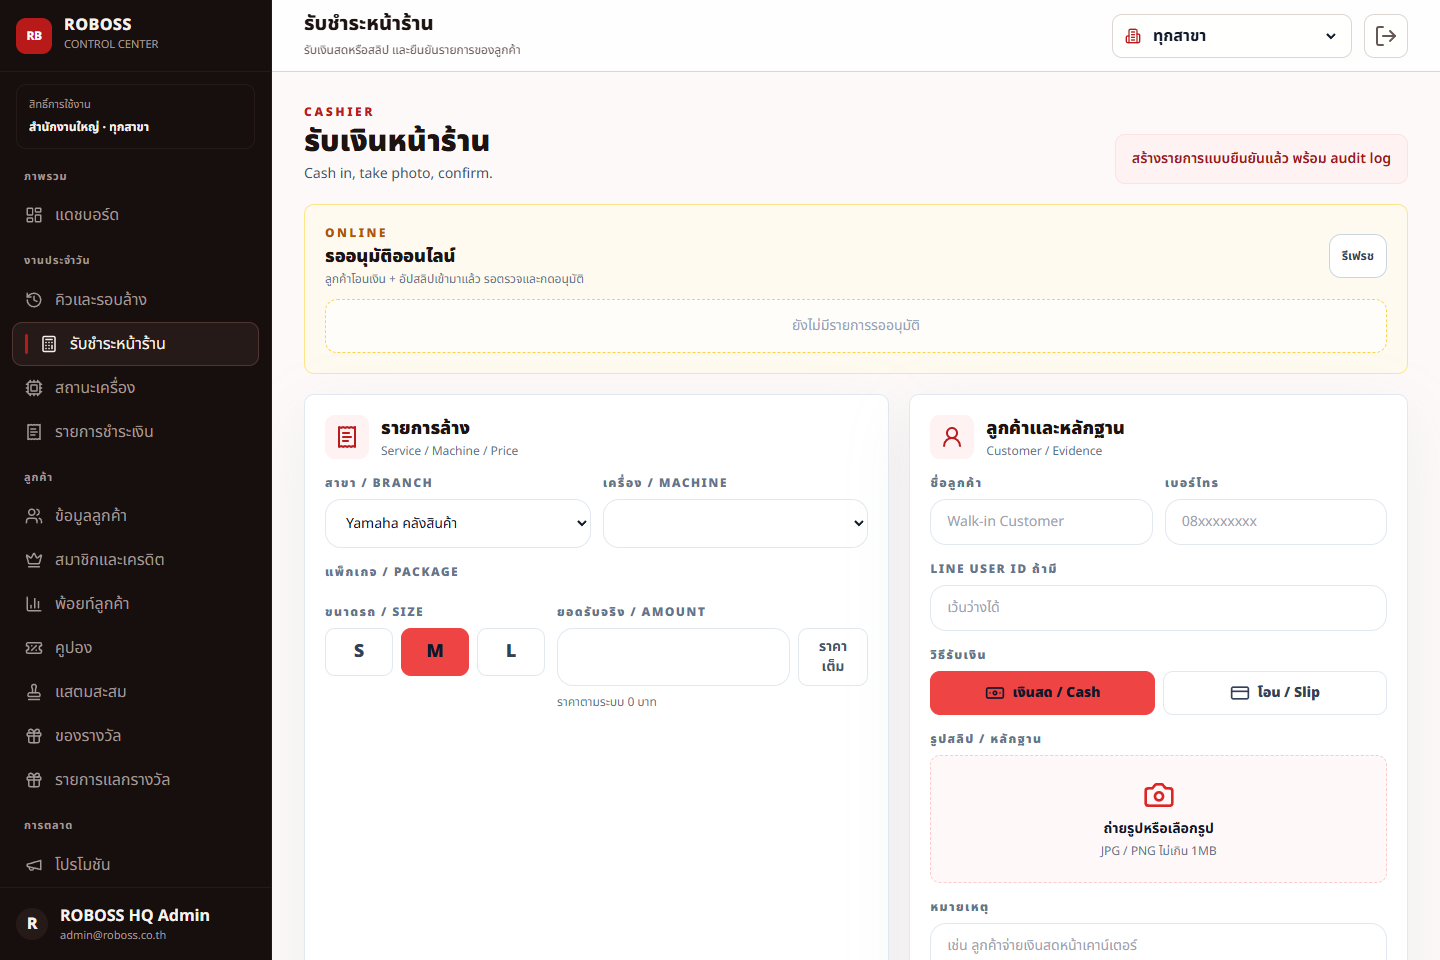 RB
ROBOSS
CONTROL CENTER
สิทธิ์การใช้งาน
สำนักงานใหญ่ · ทุกสาขา
ภาพรวม
แดชบอร์ด
งานประจำวัน
คิวและรอบล้าง
รับชำระหน้าร้าน
สถานะเครื่อง
รายการชำระเงิน
ลูกค้า
ข้อมูลลูกค้า
สมาชิกและเครดิต
พ้อยท์ลูกค้า
คูปอง
แสตมสะสม
ของรางวัล
รายการแลกรางวัล
การตลาด
โปรโมชัน
R
ROBOSS HQ Admin
admin@roboss.co.th
รับชำระหน้าร้าน
รับเงินสดหรือสลิป และยืนยันรายการของลูกค้า
ทุกสาขา
CASHIER
รับเงินหน้าร้าน
Cash in, take photo, confirm.
สร้างรายการแบบยืนยันแล้ว พร้อม audit log
ONLINE
รออนุมัติออนไลน์
ลูกค้าโอนเงิน + อัปสลิปเข้ามาแล้ว รอตรวจและกดอนุมัติ
รีเฟรช
ยังไม่มีรายการรออนุมัติ
รายการล้าง
Service / Machine / Price
สาขา / BRANCH
เครื่อง / MACHINE
Yamaha คลังสินค้า
แพ็กเกจ / PACKAGE
ขนาดรถ / SIZE
ยอดรับจริง / AMOUNT
S
M
L
ราคา
เต็ม
ราคาตามระบบ 0 บาท
ลูกค้าและหลักฐาน
Customer / Evidence
ชื่อลูกค้า
เบอร์โทร
Walk-in Customer
08xxxxxxxx
LINE USER ID ถ้ามี
เว้นว่างได้
วิธีรับเงิน
เงินสด / Cash
โอน / Slip
รูปสลิป / หลักฐาน
ถ่ายรูปหรือเลือกรูป
JPG / PNG ไม่เกิน 1MB
หมายเหตุ
เช่น ลูกค้าจ่ายเงินสดหน้าเคาน์เตอร์